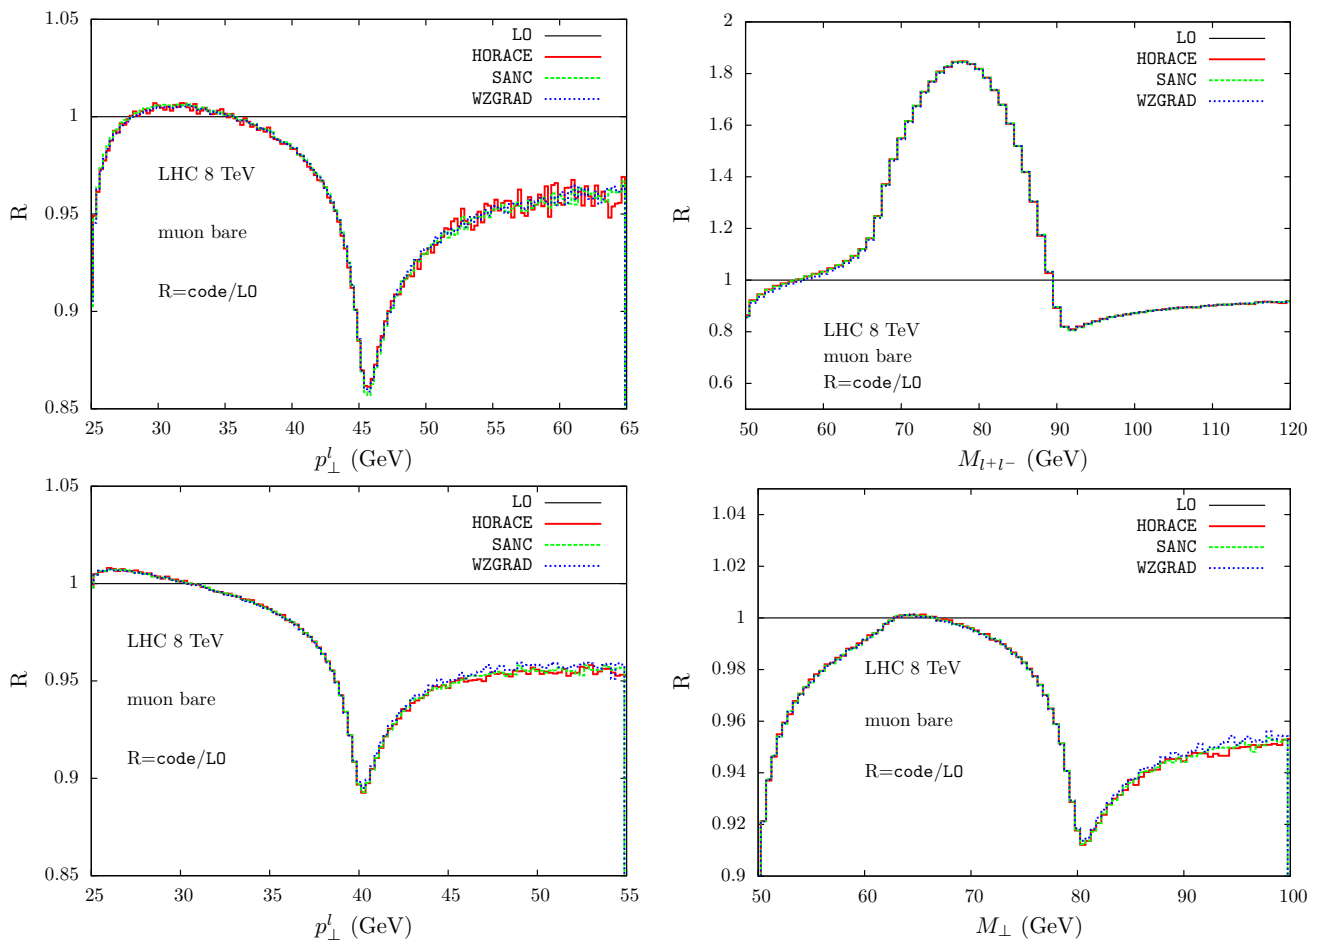 1.05
1
0.95
0.9
0.85
R
LO
HORACE
SANC
WZGRAD
LHC 8 TeV
muon bare
R=code/LO
25 30 35 40 45 50 55 60 65
p⊥^l (GeV)
2
1.8
1.6
1.4
1.2
1
0.8
0.6
R
LO
HORACE
SANC
WZGRAD
LHC 8 TeV
muon bare
R=code/LO
50 60 70 80 90 100 110 120
M_{l+l−} (GeV)
1.05
1
0.95
0.9
0.85
R
LO
HORACE
SANC
WZGRAD
LHC 8 TeV
muon bare
R=code/LO
25 30 35 40 45 50 55
p⊥^l (GeV)
1.04
1.02
1
0.98
0.96
0.94
0.92
0.9
R
LO
HORACE
SANC
WZGRAD
LHC 8 TeV
muon bare
R=code/LO
50 60 70 80 90 100
M⊥ (GeV)